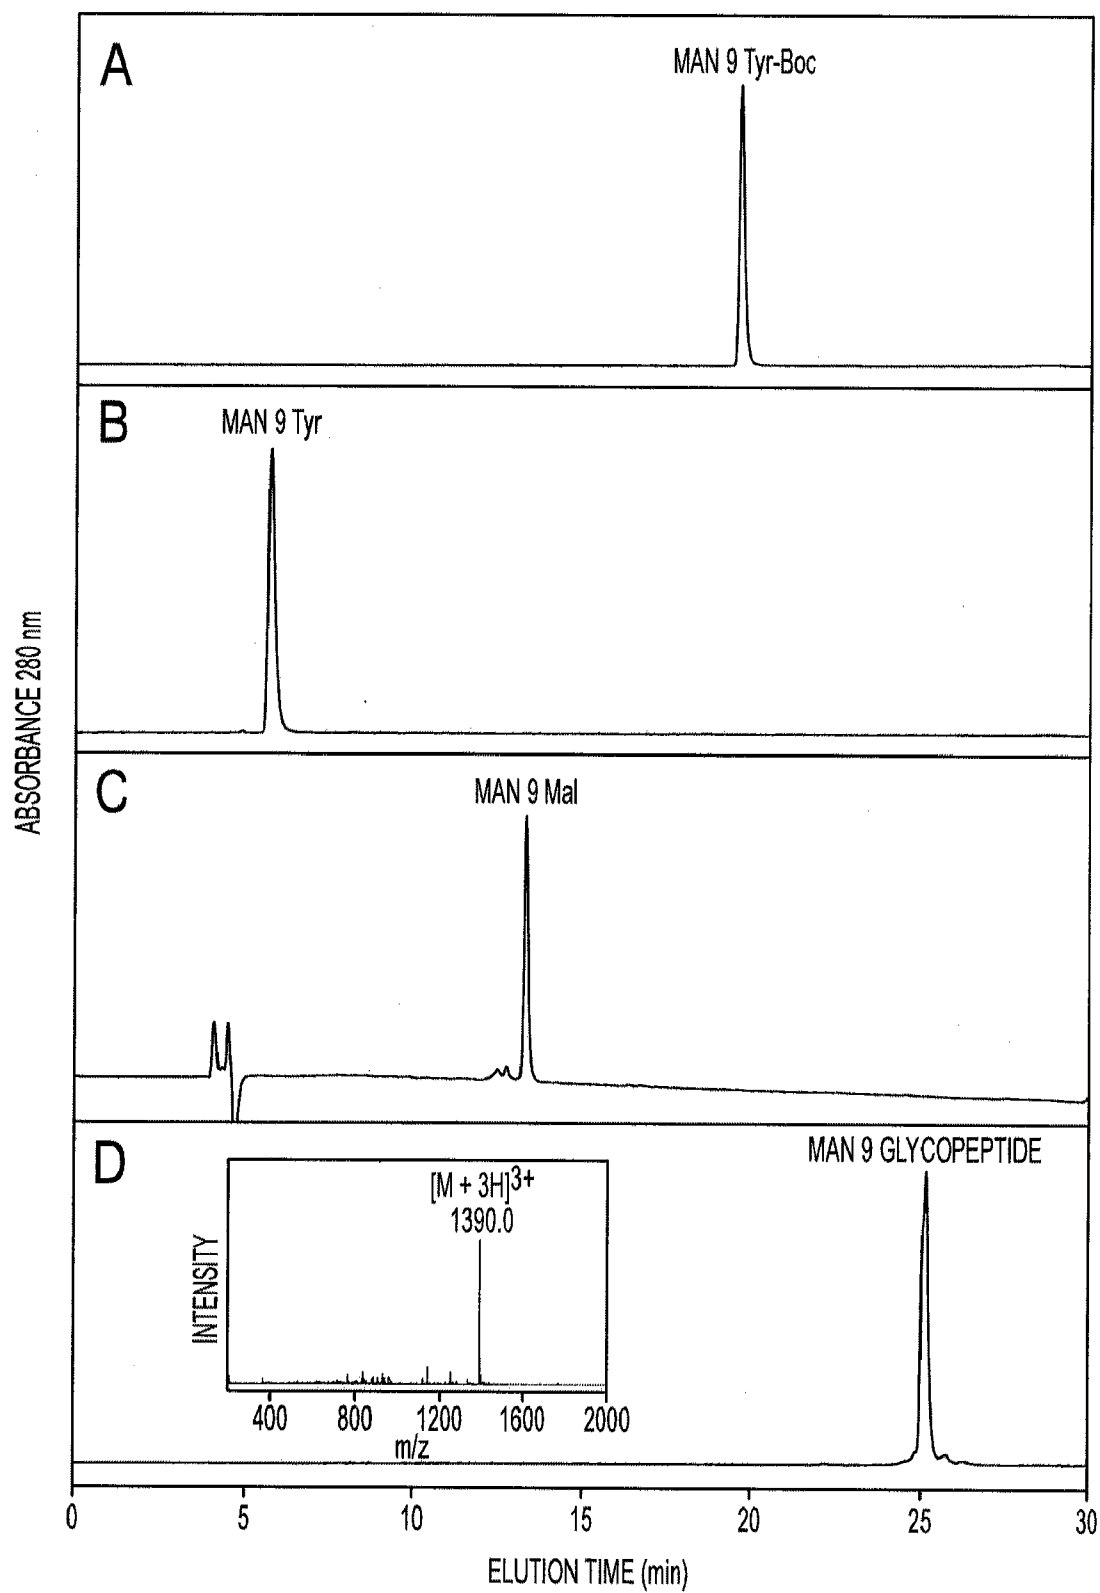 A
MAN 9 Tyr-Boc
B
MAN 9 Tyr
ABSORBANCE 280 nm
C
MAN 9 Mal
D
MAN 9 GLYCOPEPTIDE
[M + 3H]3+
1390.0
INTENSITY
400 800 1200 1600 2000
m/z
0 5 10 15 20 25 30
ELUTION TIME (min)